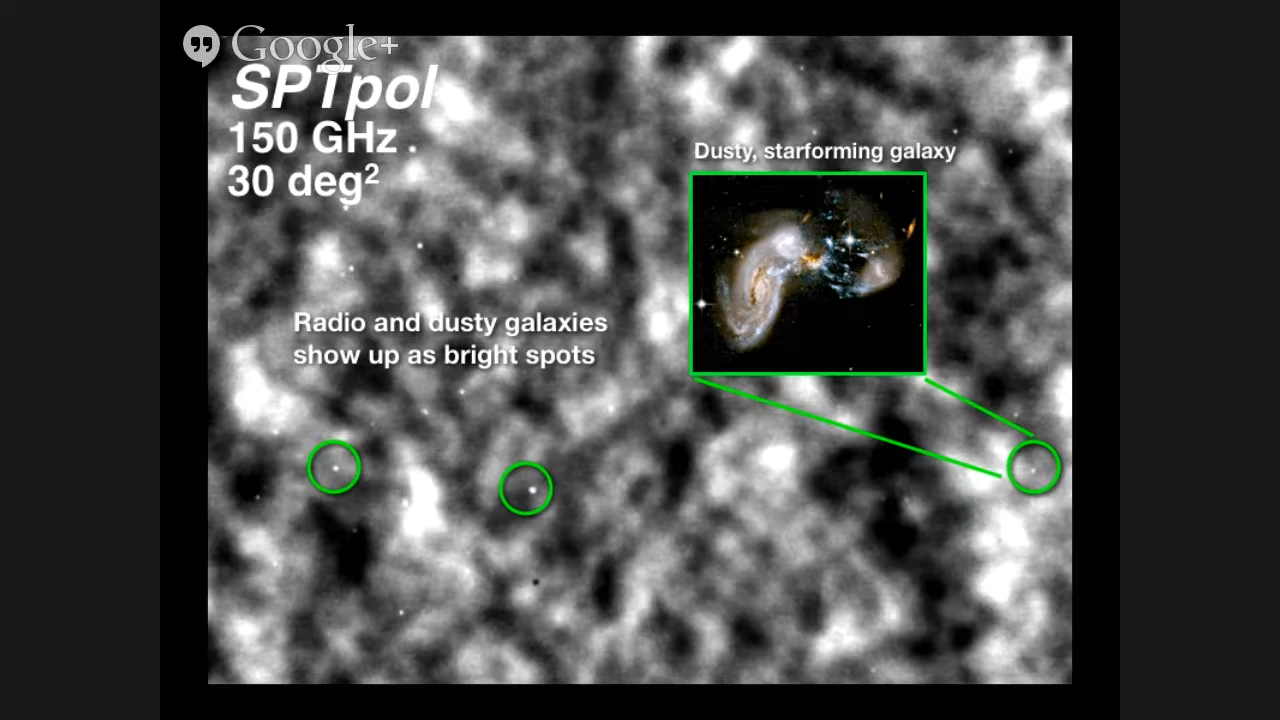 Google+
SPTpol
150 GHz
30 deg²
Dusty, starforming galaxy
Radio and dusty galaxies
show up as bright spots